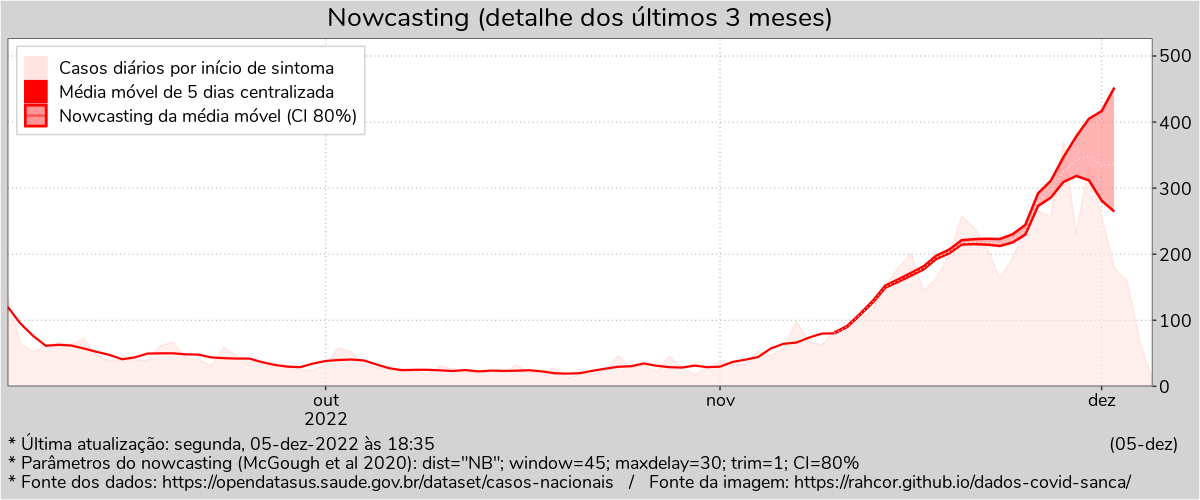 Nowcasting (detalhe dos últimos 3 meses)
Casos diários por início de sintoma
Média móvel de 5 dias centralizada
Nowcasting da média móvel (CI 80%)
500
400
300
200
100
0
out nov dez
2022
* Última atualização: segunda, 05-dez-2022 às 18:35 (05-dez)
* Parâmetros do nowcasting (McGough et al 2020): dist="NB"; window=45; maxdelay=30; trim=1; CI=80%
* Fonte dos dados: https://opendatasus.saude.gov.br/dataset/casos-nacionais / Fonte da imagem: https://rahcor.github.io/dados-covid-sanca/